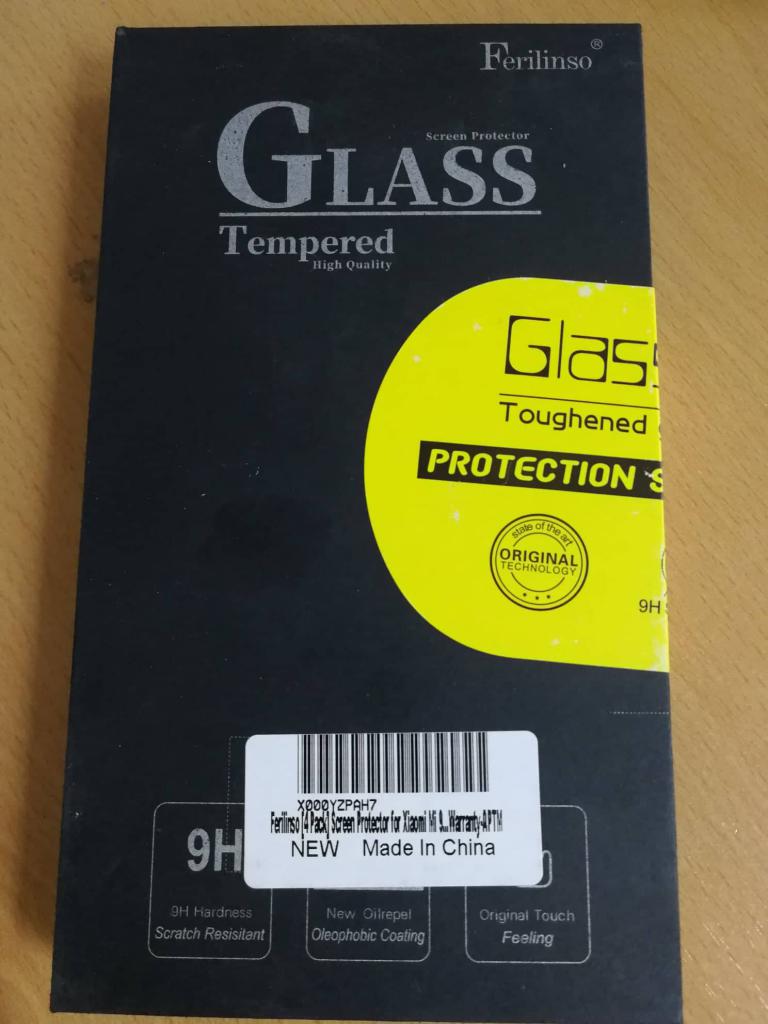 Ferilinso®
Screen Protector
GLASS
Tempered
High Quality
Glass
Toughened
PROTECTION S
state of the art
ORIGINAL
TECHNOLOGY
9H
X000YZPAH7
Ferilinso [4 Pack] Screen Protector for Xiaomi Mi 9...Warranty-APTM
NEW Made In China
9H
9H Hardness
Scratch Resisitant
New Oilrepel
Oleophobic Coating
Original Touch
Feeling